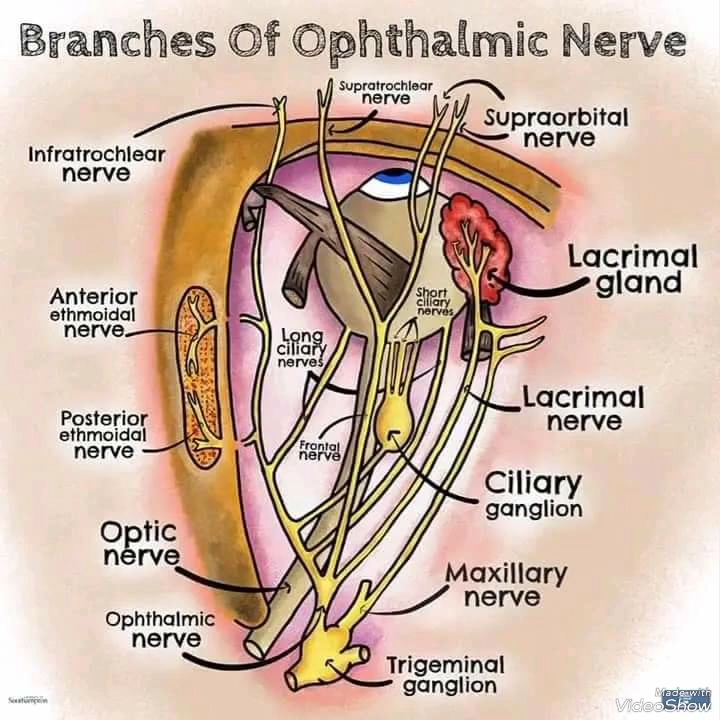 Branches Of Ophthalmic Nerve
Supratrochlear
nerve
Supraorbital
nerve
Infratrochlear
nerve
Lacrimal
gland
Anterior
ethmoidal
nerve
Short
ciliary
nerves
Long
ciliary
nerves
Lacrimal
nerve
Posterior
ethmoidal
nerve
Frontal
nerve
Ciliary
ganglion
Optic
nerve
Maxillary
nerve
Ophthalmic
nerve
Trigeminal
ganglion
Southampton
Made with
VideoShow